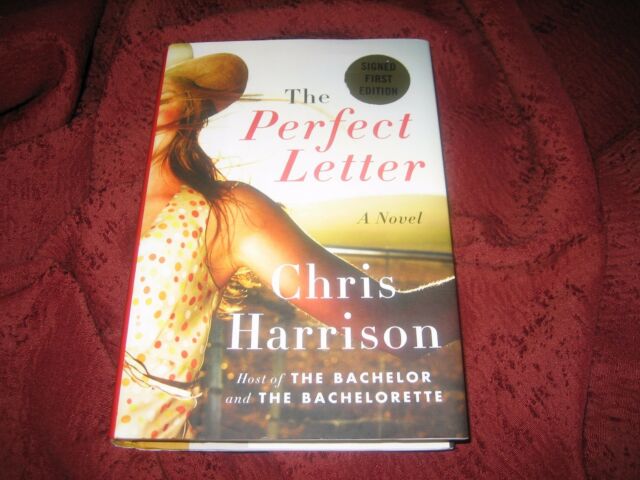 SIGNED
FIRST
EDITION
The
Perfect
Letter
A Novel
Chris
Harrison
Host of THE BACHELOR
and THE BACHELORETTE